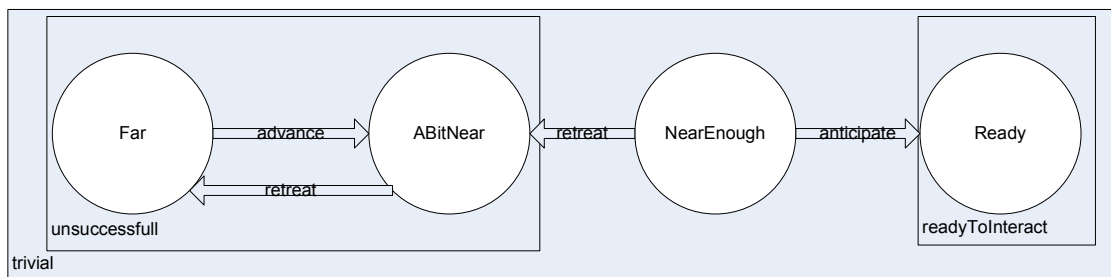 Far
advance
ABitNear
retreat
NearEnough
anticipate
Ready
retreat
unsuccessfull
readyToInteract
trivial